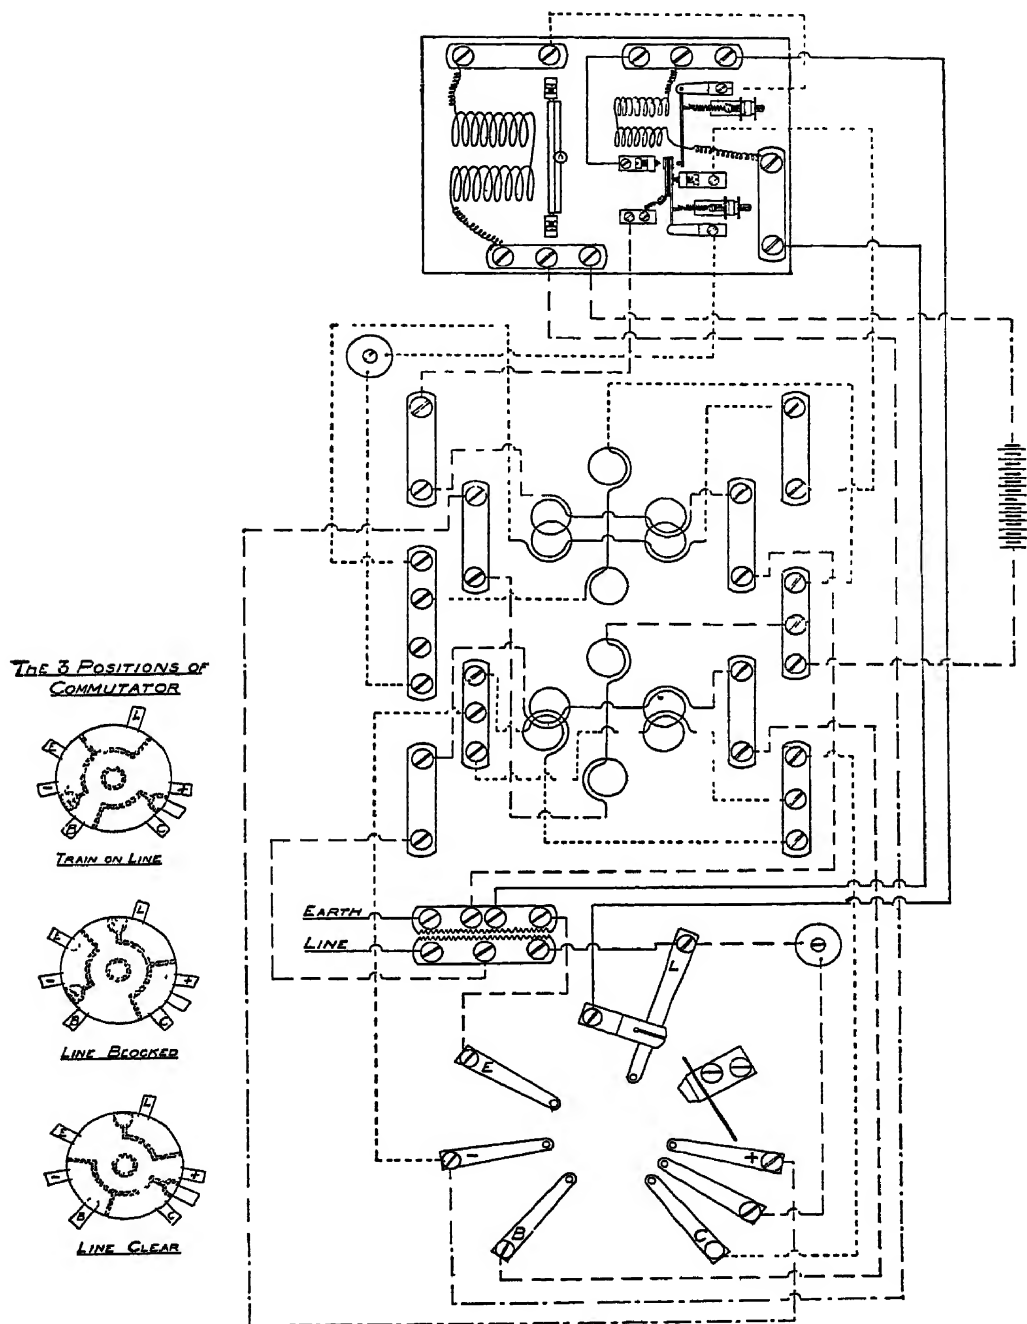 THE 3 POSITIONS OF
COMMUTATOR
L
E
-
+
B
C
TRAIN ON LINE
L
E
-
+
B
C
LINE BLOCKED
L
E
-
+
B
C
LINE CLEAR
EARTH
LINE
L
E
-
+
B
C